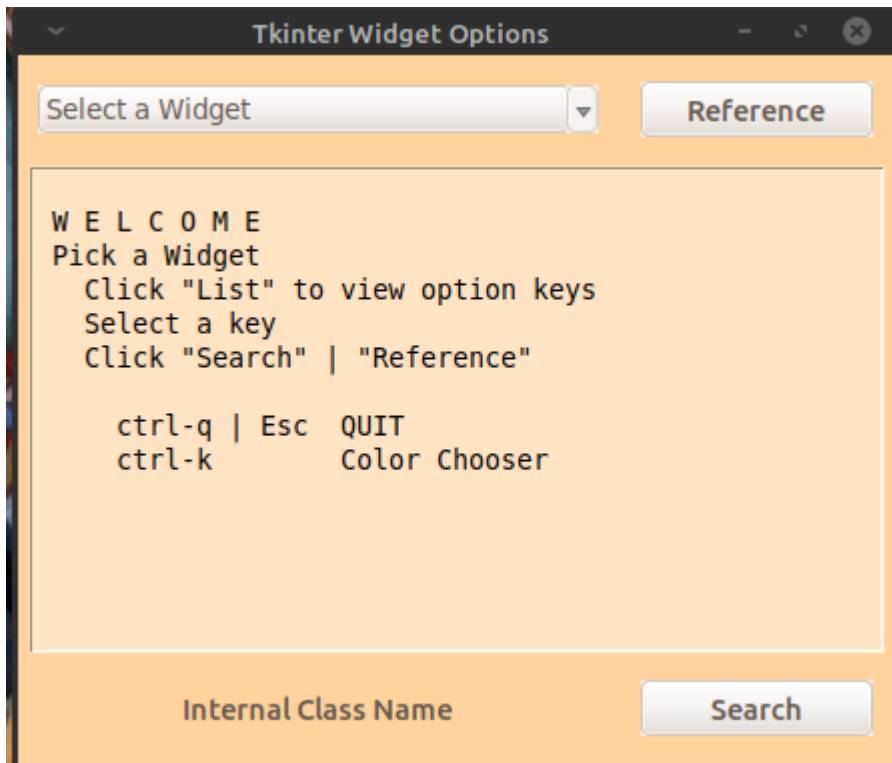 Tkinter Widget Options
Select a Widget
Reference
W E L C O M E
Pick a Widget
Click "List" to view option keys
Select a key
Click "Search" | "Reference"
ctrl-q | Esc QUIT
ctrl-k Color Chooser
Internal Class Name
Search